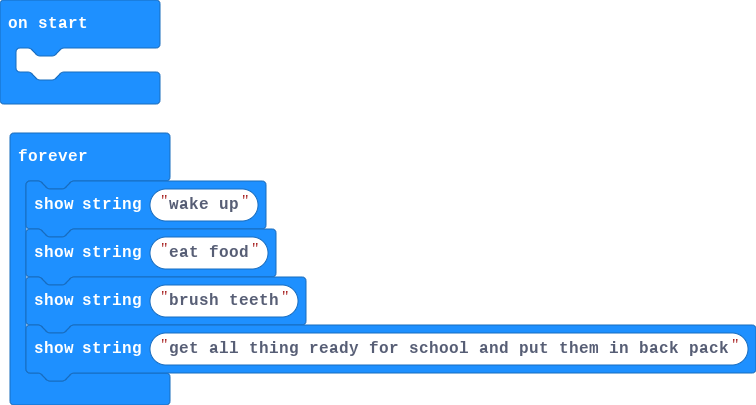 on start
forever
show string "wake up"
show string "eat food"
show string "brush teeth"
show string "get all thing ready for school and put them in back pack"